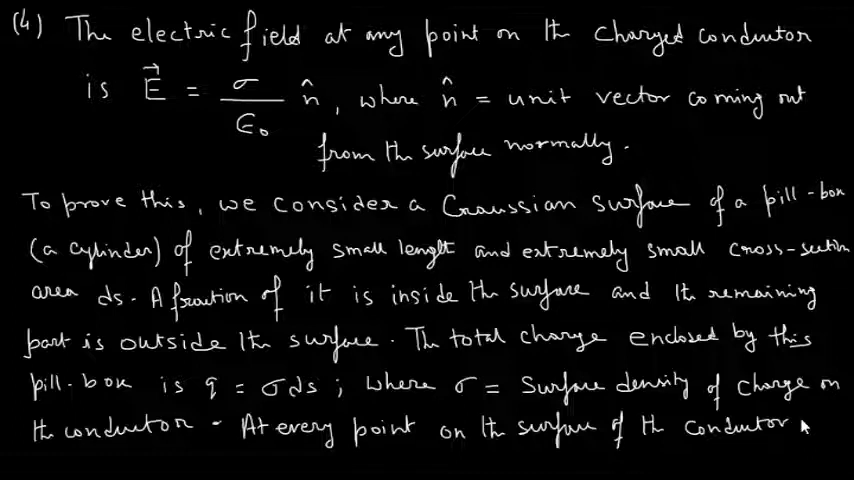 (4) The electric field at any point on the charged conductor
is E⃗ = σ/ϵ₀ n̂, where n̂ = unit vector coming out
from the surface normally.
To prove this, we consider a Gaussian surface of a pill-box
(a cylinder) of extremely small length and extremely small cross-section
area ds. A fraction of it is inside the surface and the remaining
part is outside the surface. The total charge enclosed by this
pill-box is q = σds; where σ = surface density of charge on
the conductor. At every point on the surface of the conductor,